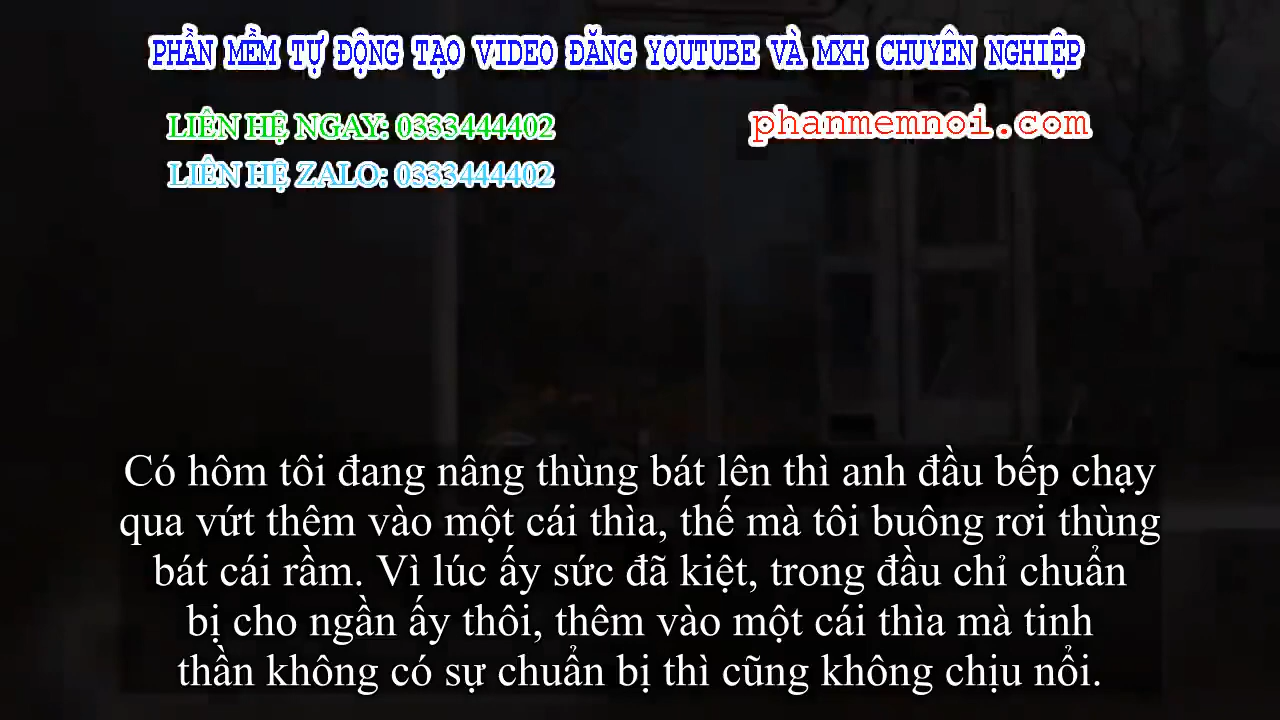 PHẦN MỀM TỰ ĐỘNG TẠO VIDEO ĐĂNG YOUTUBE VÀ MXH CHUYÊN NGHIỆP
LIÊN HỆ NGAY: 0333444402
phanmemnoi.com
LIÊN HỆ ZALO: 0333444402
Có hôm tôi đang nâng thùng bát lên thì anh đầu bếp chạy
qua vứt thêm vào một cái thìa, thế mà tôi buông rơi thùng
bát cái rầm. Vì lúc ấy sức đã kiệt, trong đầu chỉ chuẩn
bị cho ngần ấy thôi, thêm vào một cái thìa mà tinh
thần không có sự chuẩn bị thì cũng không chịu nổi.